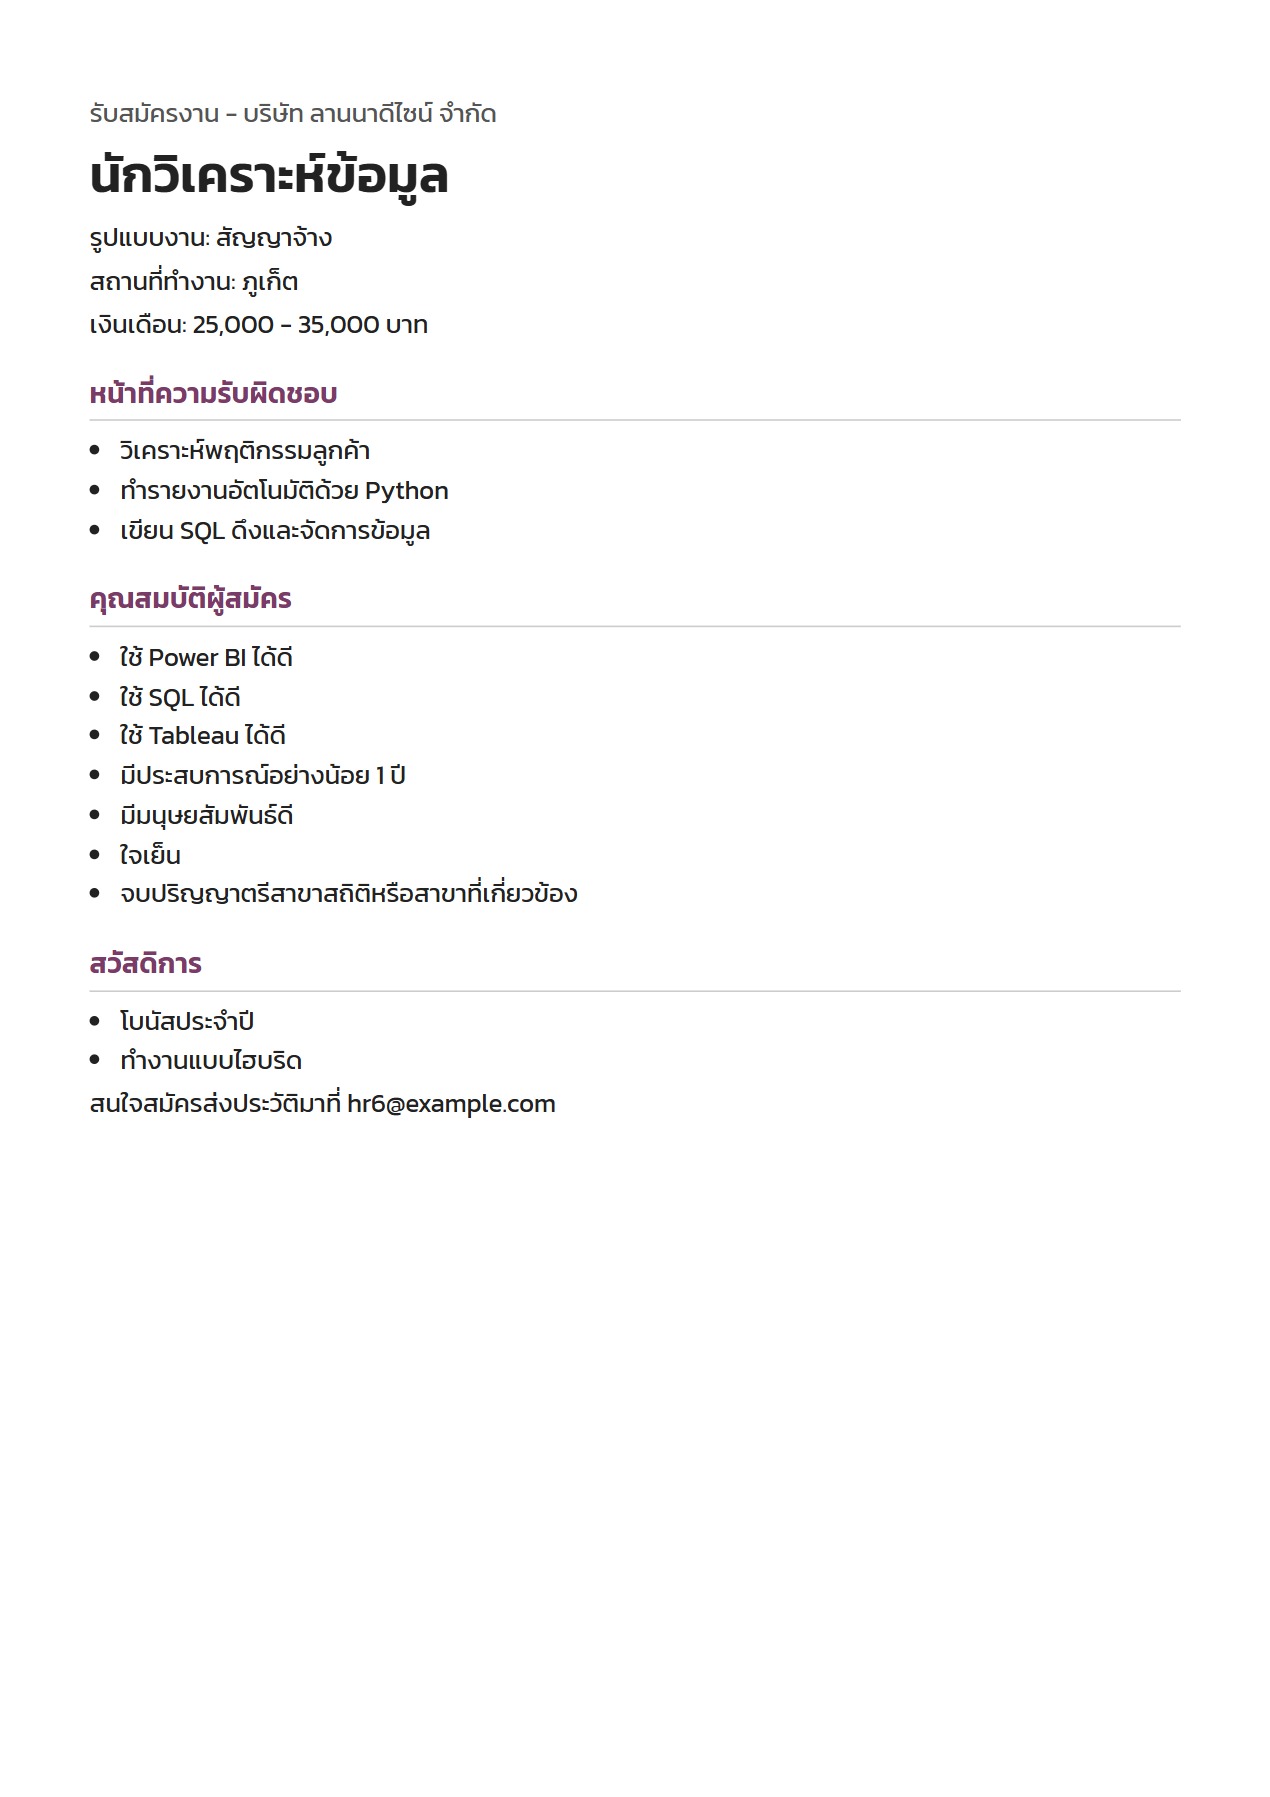 รับสมัครงาน – บริษัท ลานนาดีไซน์ จำกัด
นักวิเคราะห์ข้อมูล
รูปแบบงาน: สัญญาจ้าง
สถานที่ทำงาน: ภูเก็ต
เงินเดือน: 25,000 – 35,000 บาท
หน้าที่ความรับผิดชอบ
• วิเคราะห์พฤติกรรมลูกค้า
• ทำรายงานอัตโนมัติด้วย Python
• เขียน SQL ดึงและจัดการข้อมูล
คุณสมบัติผู้สมัคร
• ใช้ Power BI ได้ดี
• ใช้ SQL ได้ดี
• ใช้ Tableau ได้ดี
• มีประสบการณ์อย่างน้อย 1 ปี
• มีมนุษยสัมพันธ์ดี
• ใจเย็น
• จบปริญญาตรีสาขาสถิติหรือสาขาที่เกี่ยวข้อง
สวัสดิการ
• โบนัสประจำปี
• ทำงานแบบไฮบริด
สนใจสมัครส่งประวัติมาที่ hr6@example.com